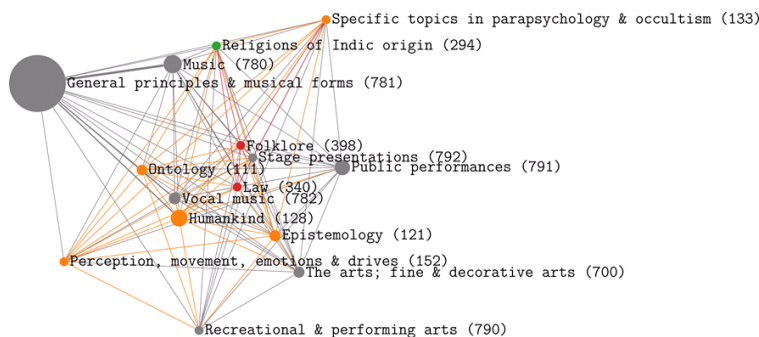 Specific topics in parapsychology & occultism (133)
Religions of Indic origin (294)
Music (780)
General principles & musical forms (781)
Folklore (398)
Stage presentations (792)
Public performances (791)
Ontology (111)
Law (340)
Vocal music (782)
Humankind (128)
Epistemology (121)
Perception, movement, emotions & drives (152)
The arts; fine & decorative arts (700)
Recreational & performing arts (790)